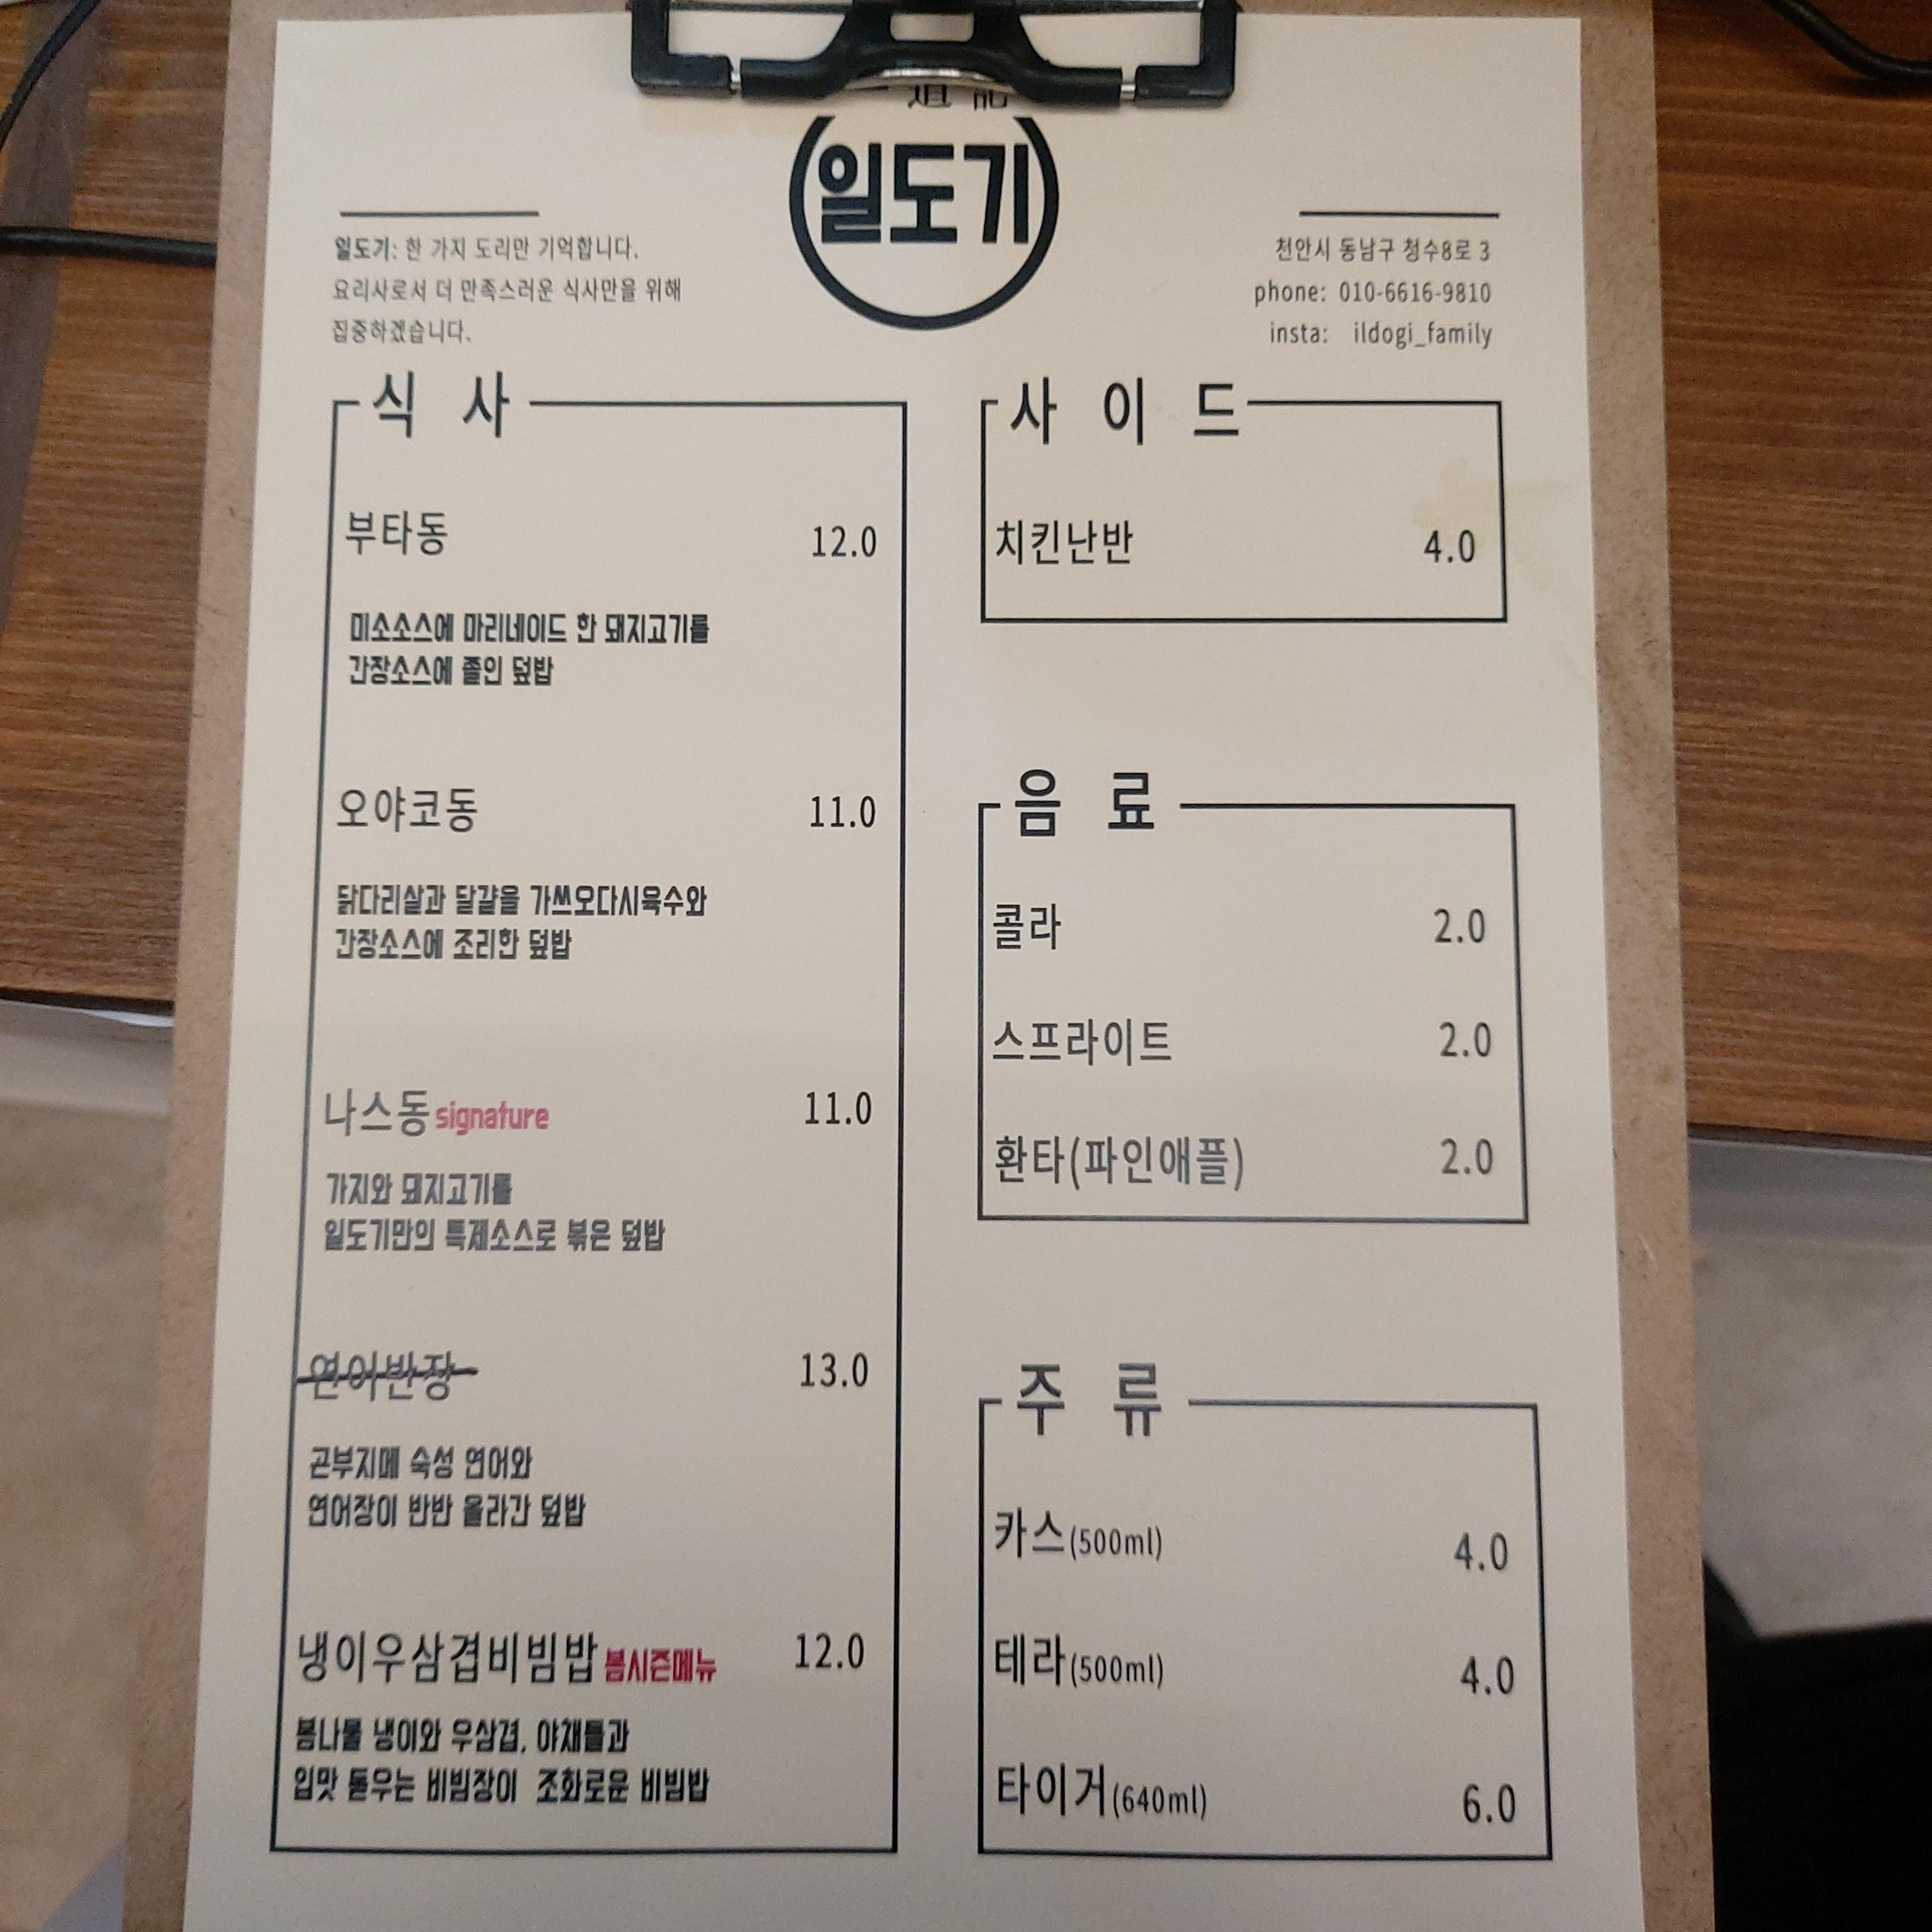 일도기
일도기: 한 가지 도리만 기억합니다.
요리사로서 더 만족스러운 식사만을 위해
집중하겠습니다.
천안시 동남구 청수8로 3
phone: 010-6616-9810
insta: ildogi_family
식 사
부타동 12.0
미소소스에 마리네이드 한 돼지고기를
간장소스에 졸인 덮밥
오야코동 11.0
닭다리살과 달걀을 가쓰오다시육수와
간장소스에 조리한 덮밥
나스동 signature 11.0
가지와 돼지고기를
일도기만의 특제소스로 볶은 덮밥
연어반장 13.0
곤부지메 숙성 연어와
연어장이 반반 올라간 덮밥
냉이우삼겹비빔밥 봄시즌메뉴 12.0
봄나물 냉이와 우삼겹, 야채들과
입맛 돋우는 비빔장이 조화로운 비빔밥
사 이 드
치킨난반 4.0
음 료
콜라 2.0
스프라이트 2.0
환타(파인애플) 2.0
주 류
카스(500ml) 4.0
테라(500ml) 4.0
타이거(640ml) 6.0